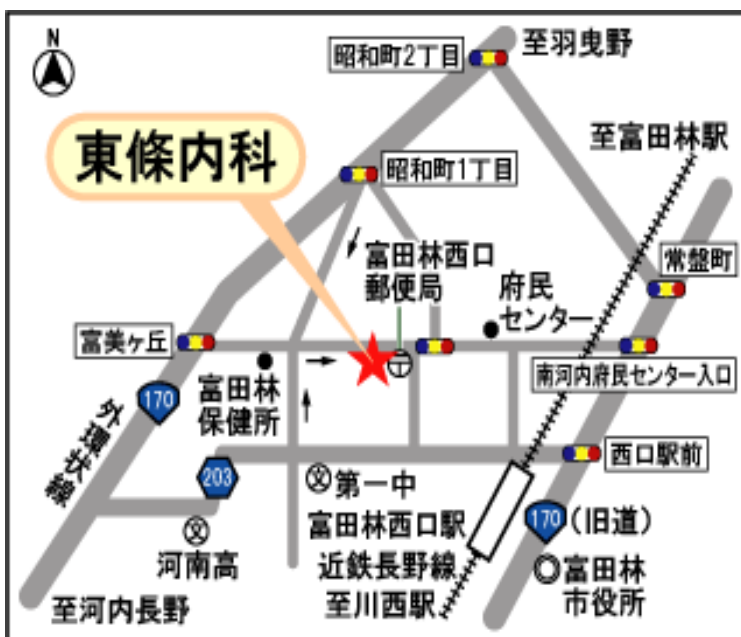 N
昭和町2丁目
至羽曳野
東條内科
昭和町1丁目
至富田林駅
富田林西口
郵便局
府民
センター
常盤町
富美ヶ丘
富田林
保健所
南河内府民センター入口
170
外環状線
203
文
第一中
西口駅前
文
河南高
富田林西口駅
近鉄長野線
至川西駅
170
(旧道)
富田林
市役所
至河内長野